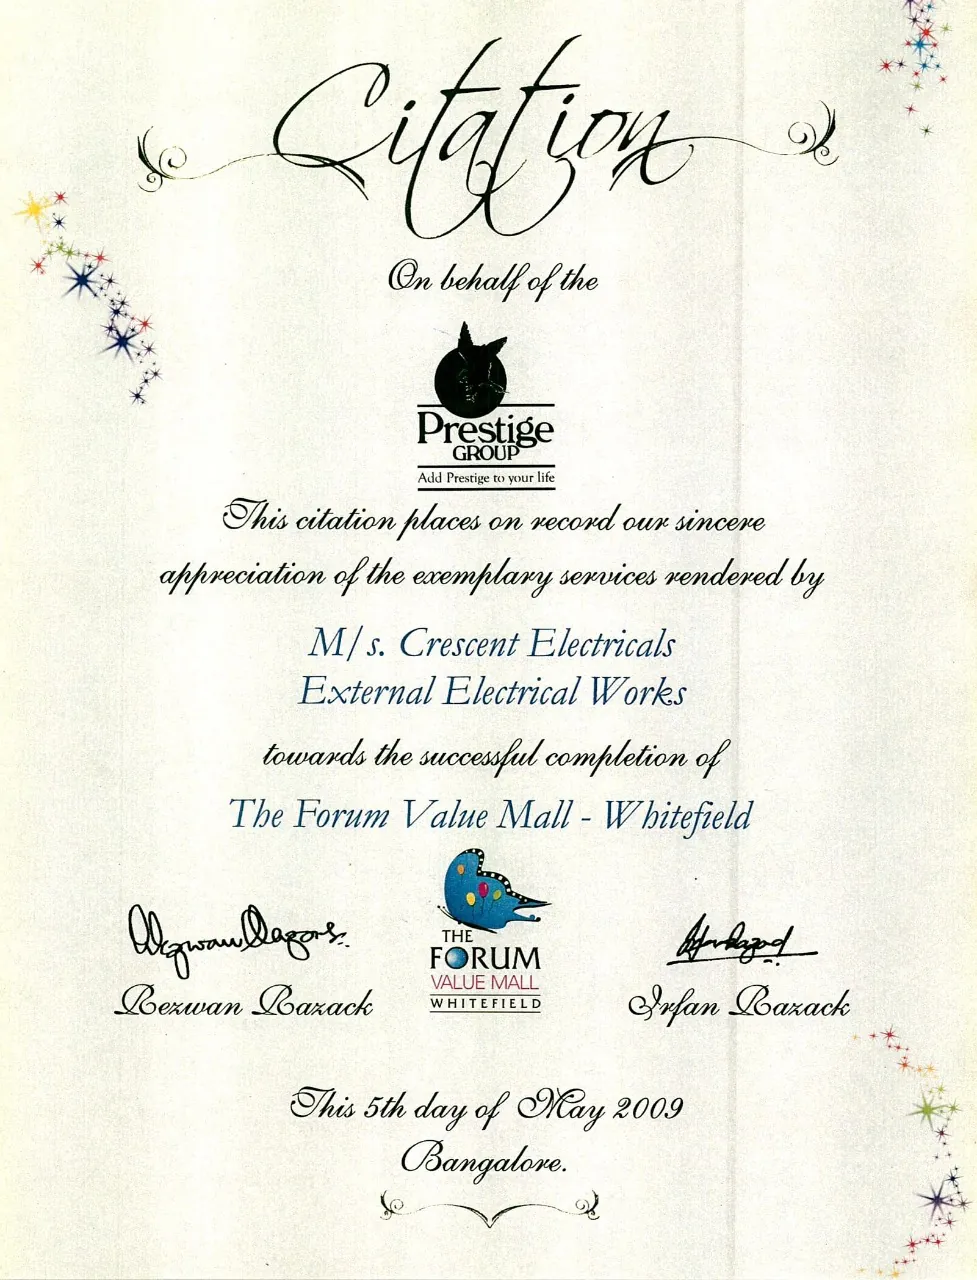 Citation
On behalf of the
Prestige
GROUP
Add Prestige to your life
This citation places on record our sincere
appreciation of the exemplary services rendered by
M/s. Crescent Electricals
External Electrical Works
towards the successful completion of
The Forum Value Mall - Whitefield
THE
FORUM
VALUE MALL
WHITEFIELD
Rezwan Razack
Irfan Razack
This 5th day of May 2009
Bangalore.